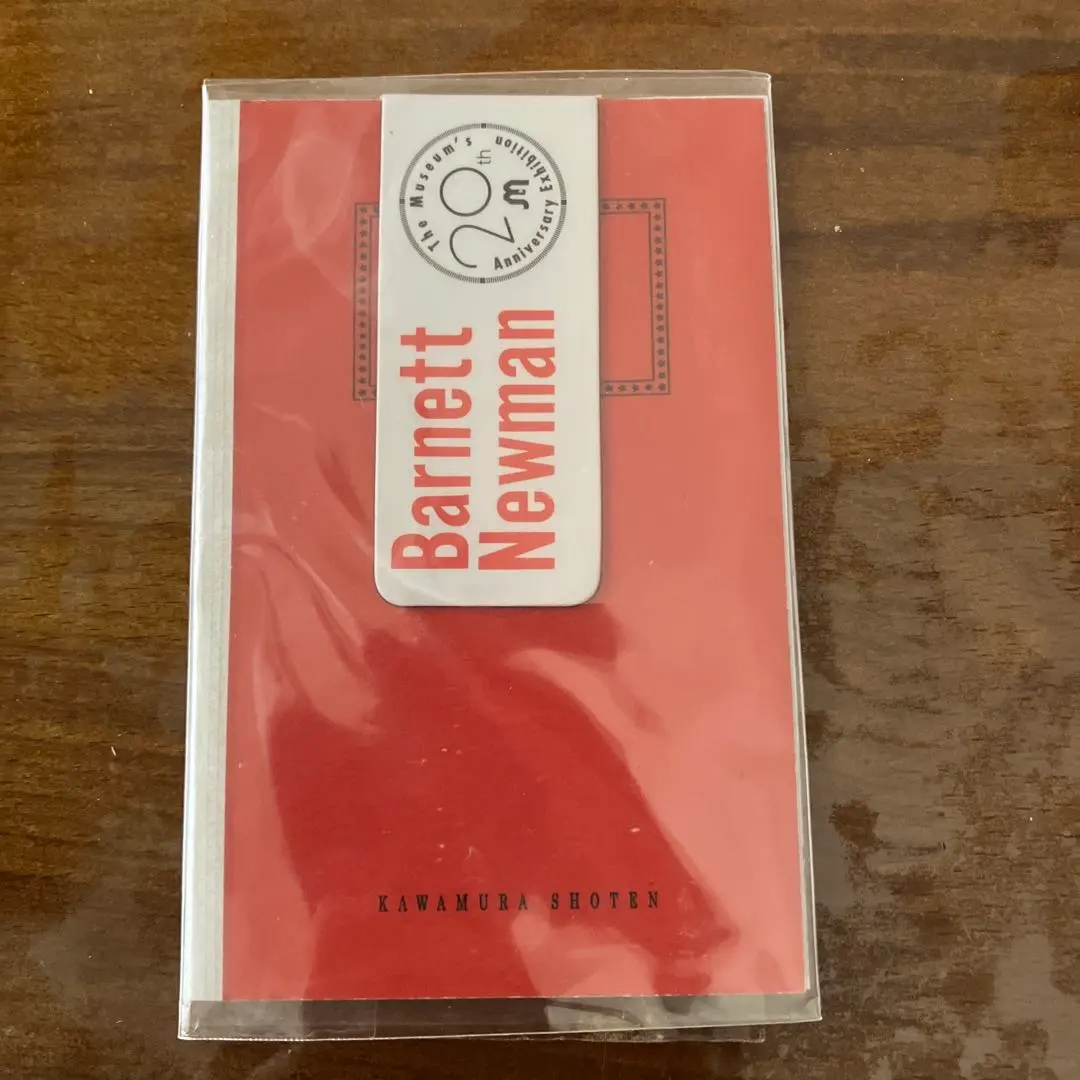 The Museum's
20th
Anniversary Exhibition
Barnett
Newman
KAWAMURA SHOTEN